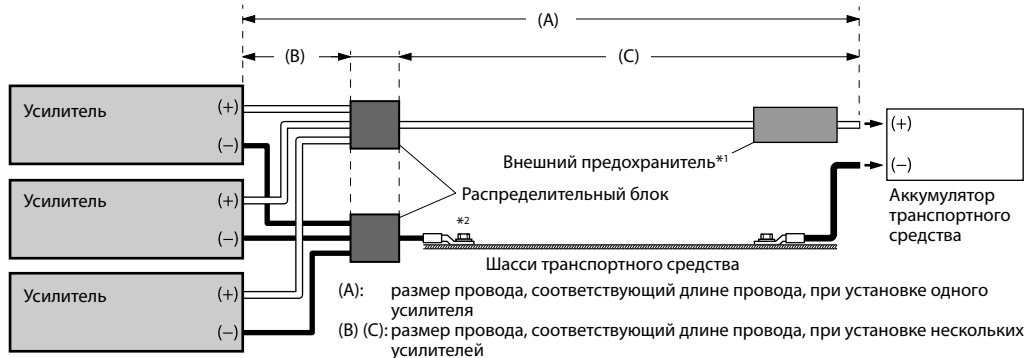 (A)
(B)
(C)
Усилитель
(+)
(−)
Усилитель
(+)
(−)
Усилитель
(+)
(−)
Внешний предохранитель*1
Распределительный блок
*2
Шасси транспортного средства
(+)
(−)
Аккумулятор
транспортного
средства
(A): размер провода, соответствующий длине провода, при установке одного
усилителя
(B) (C): размер провода, соответствующий длине провода, при установке нескольких
усилителей